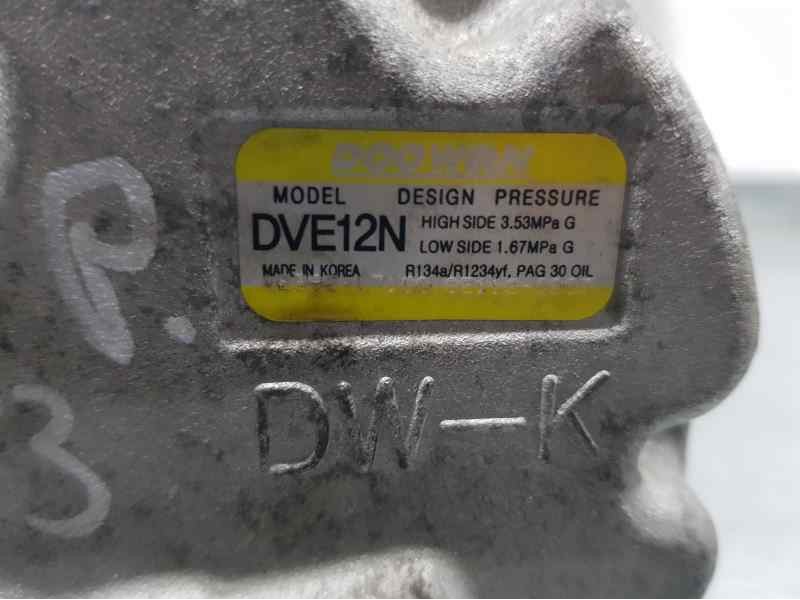 DOOWON
MODEL DESIGN PRESSURE
DVE12N HIGH SIDE 3.53MPa G
LOW SIDE 1.67MPa G
MADE IN KOREA R134a/R1234yf, PAG 30 OIL
DW-K
P.
3